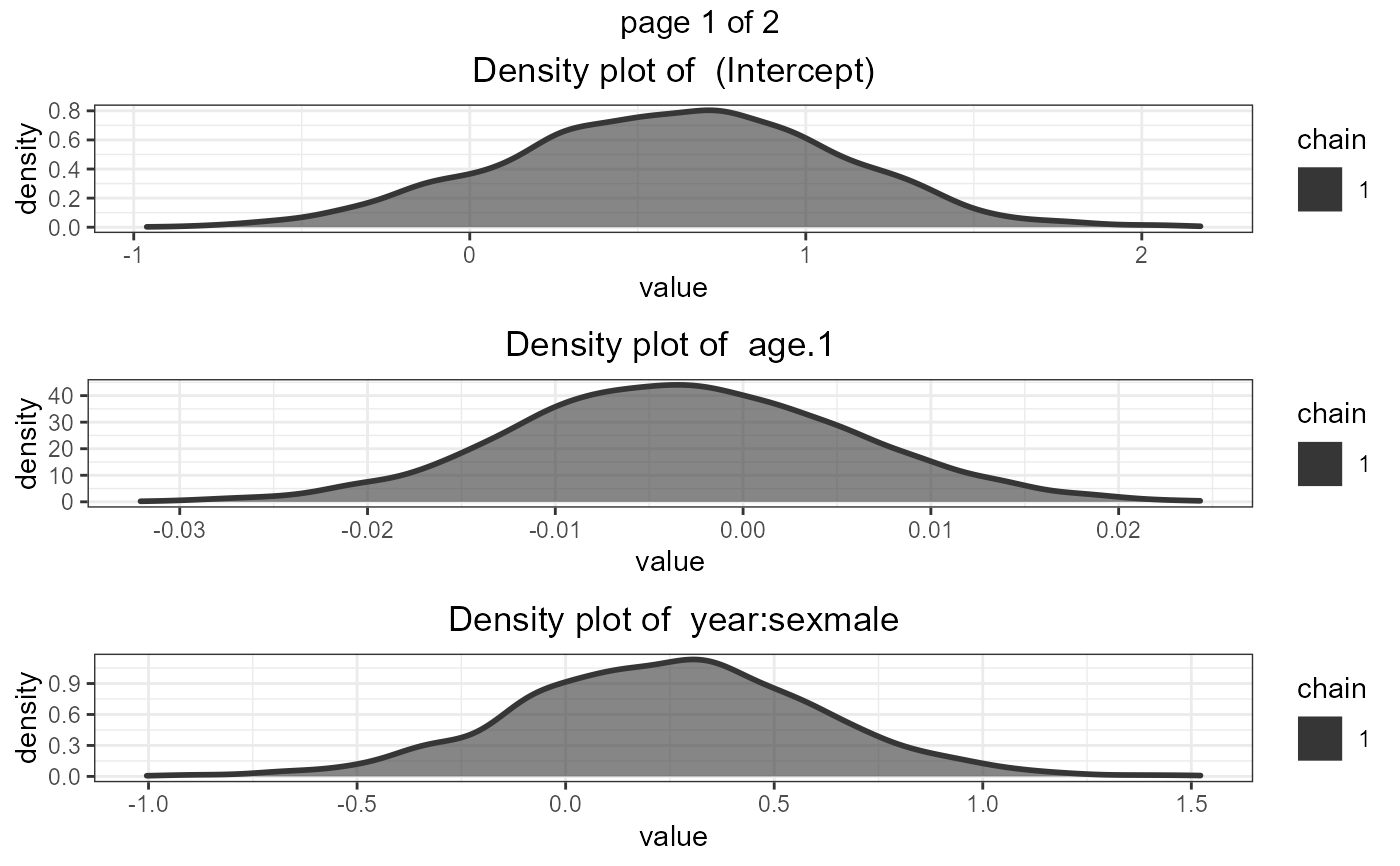 page 1 of 2
Density plot of  (Intercept)
density
0.8
0.6
0.4
0.2
0.0
-1
0
1
2
value
chain
1
Density plot of  age.1
density
40
30
20
10
0
-0.03
-0.02
-0.01
0.00
0.01
0.02
value
chain
1
Density plot of  year:sexmale
density
0.9
0.6
0.3
0.0
-1.0
-0.5
0.0
0.5
1.0
1.5
value
chain
1